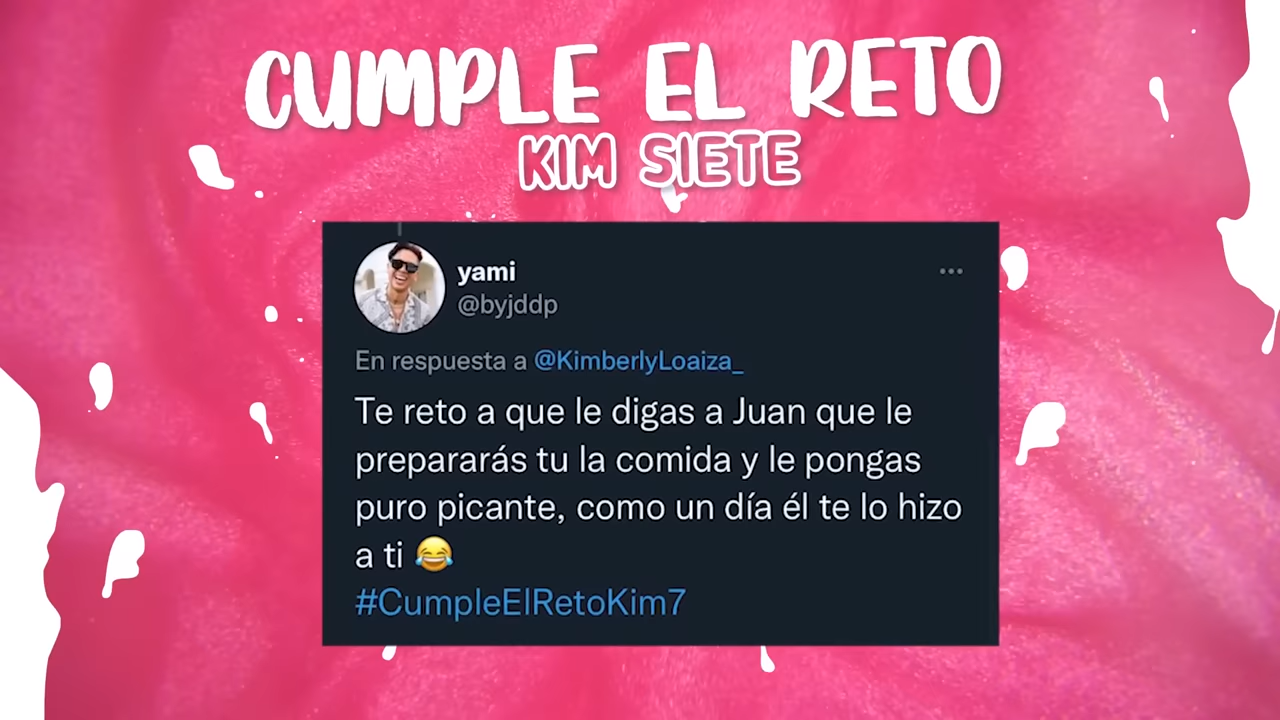 CUMPLE EL RETO
KIM SIETE
yami
@byjddp
En respuesta a @KimberlyLoaiza_
Te reto a que le digas a Juan que le
prepararás tu la comida y le pongas
puro picante, como un día él te lo hizo
a ti 😂
#CumpleElRetoKim7